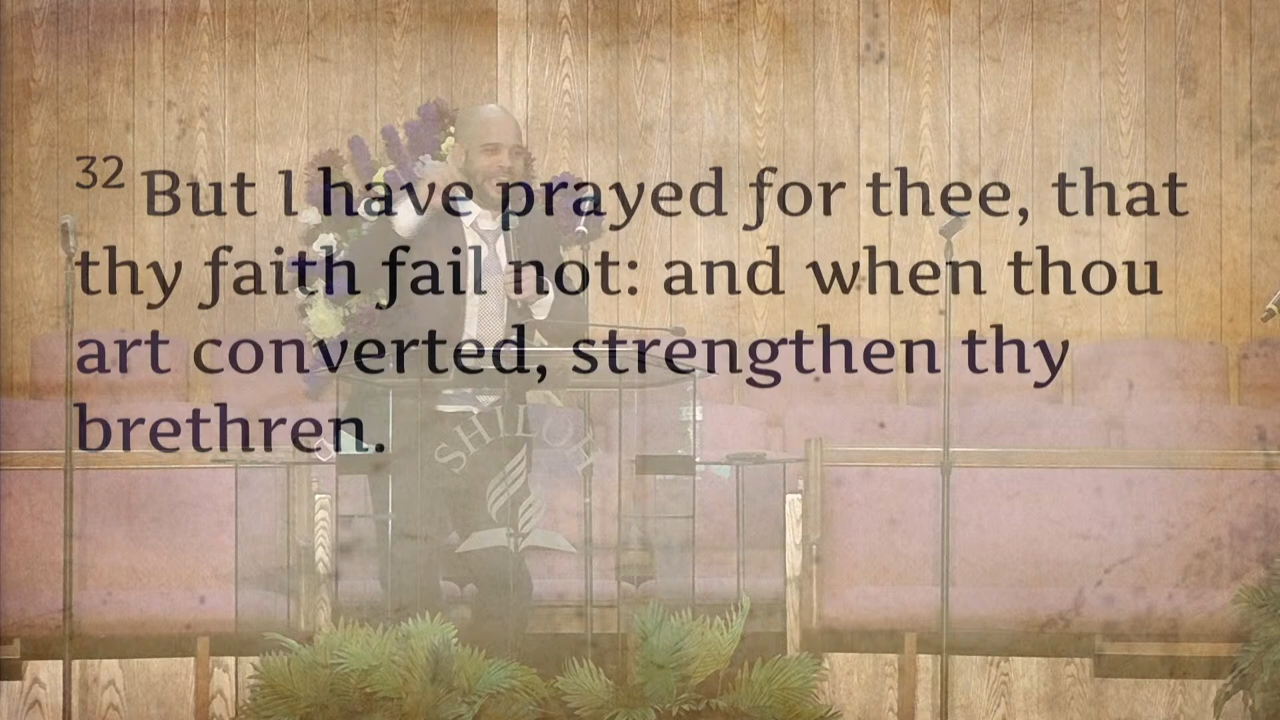 32 But I have prayed for thee, that
thy faith fail not: and when thou
art converted, strengthen thy
brethren.
SHILOH